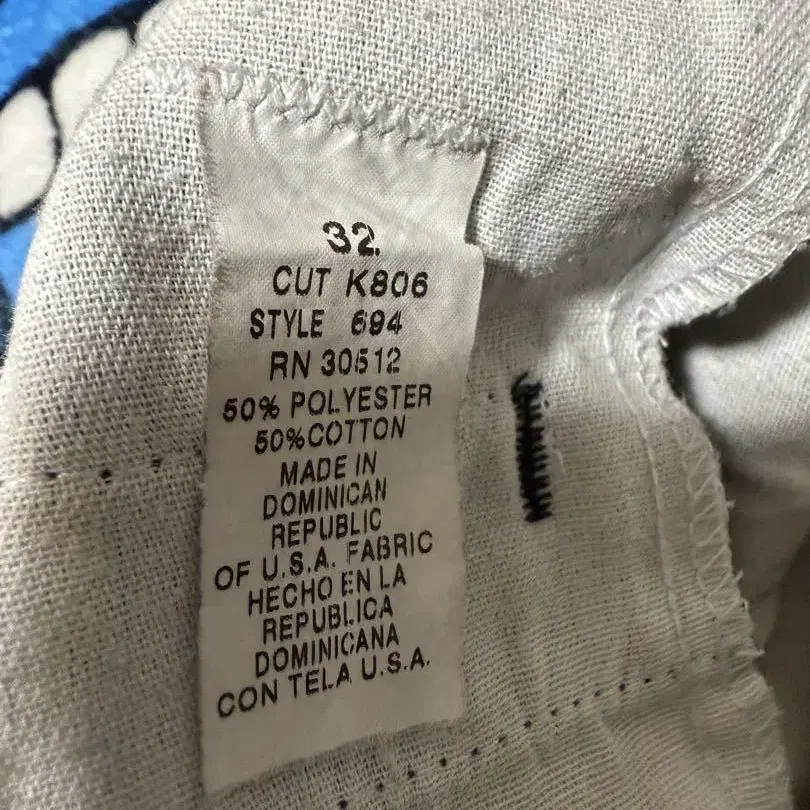 32
CUT K806
STYLE 694
RN 30512
50% POLYESTER
50%COTTON
MADE IN
DOMINICAN
REPUBLIC
OF U.S.A. FABRIC
HECHO EN LA
REPUBLICA
DOMINICANA
CON TELA U.S.A.